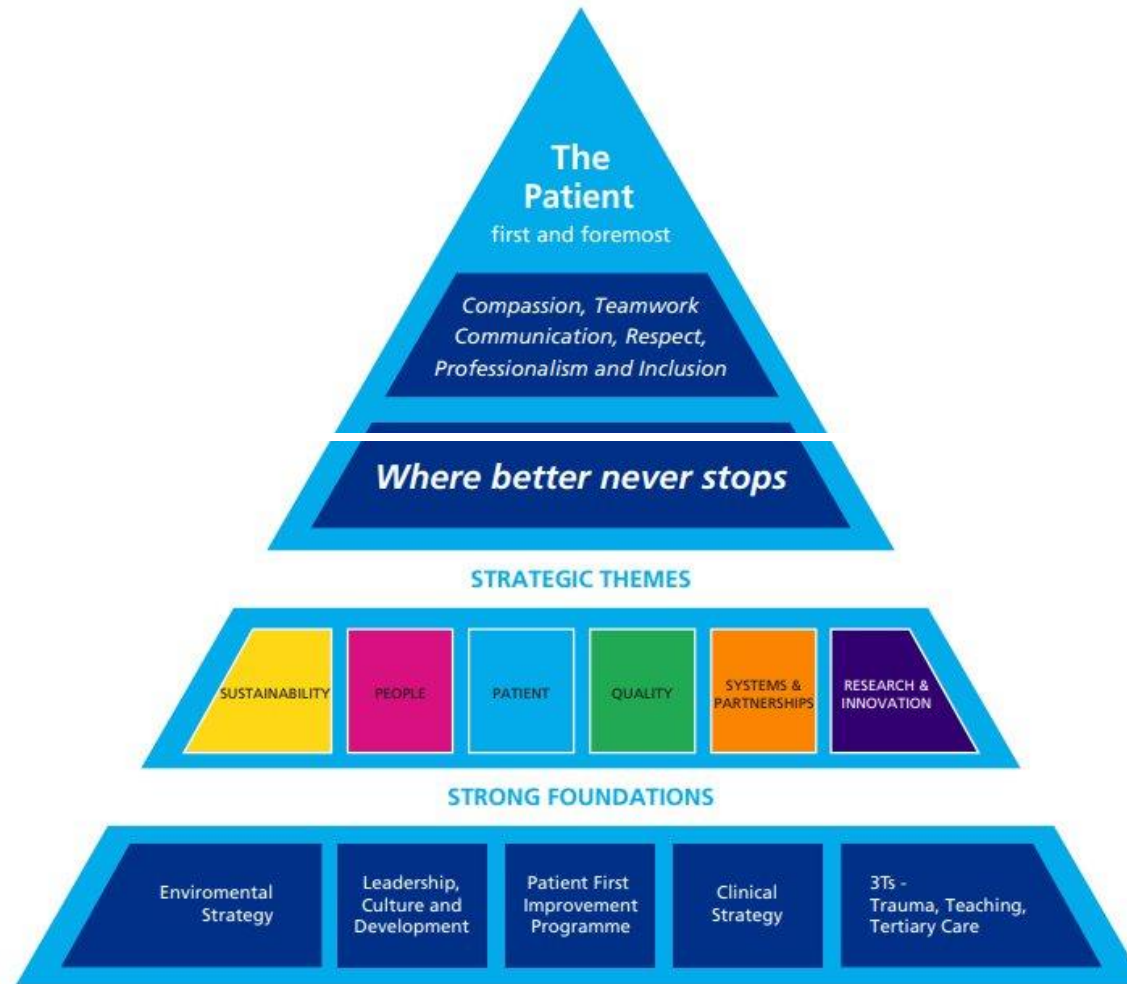 The
Patient
first and foremost
Compassion, Teamwork
Communication, Respect,
Professionalism and Inclusion
Where better never stops
STRATEGIC THEMES
SUSTAINABILITY
PEOPLE
PATIENT
QUALITY
SYSTEMS &
PARTNERSHIPS
RESEARCH &
INNOVATION
STRONG FOUNDATIONS
Enviromental
Strategy
Leadership,
Culture and
Development
Patient First
Improvement
Programme
Clinical
Strategy
3Ts -
Trauma, Teaching,
Tertiary Care